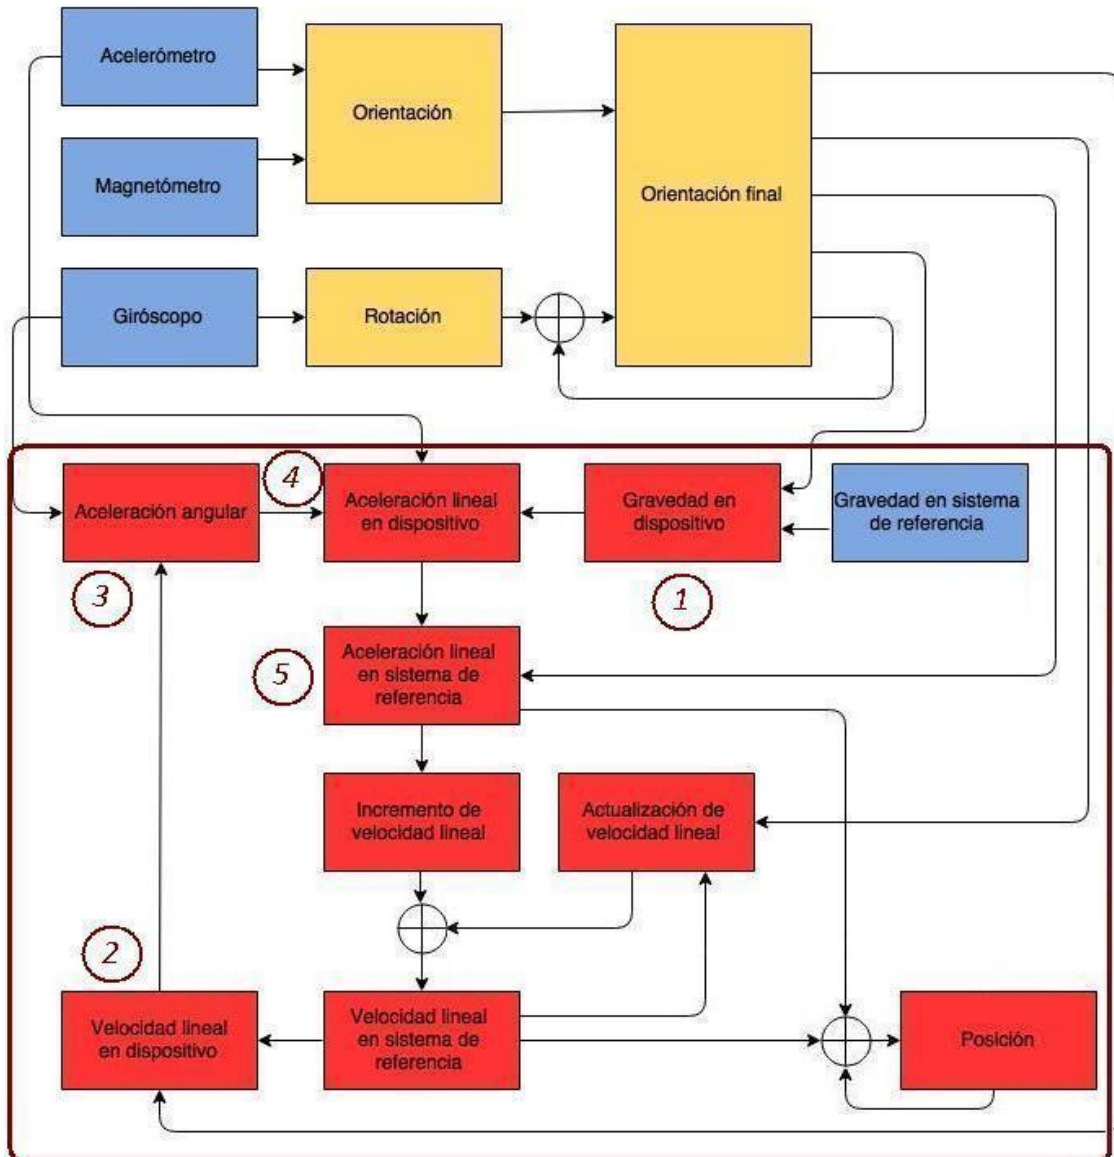 Acelerómetro
Orientación
Magnetómetro
Orientación final
Giróscopo
Rotación
4
Aceleración angular
Aceleración lineal
en dispositivo
Gravedad en
dispositivo
Gravedad en sistema
de referencia
3
1
5
Aceleración lineal
en sistema de
referencia
Incremento de
velocidad lineal
Actualización de
velocidad lineal
2
Velocidad lineal
en dispositivo
Velocidad lineal
en sistema de
referencia
Posición